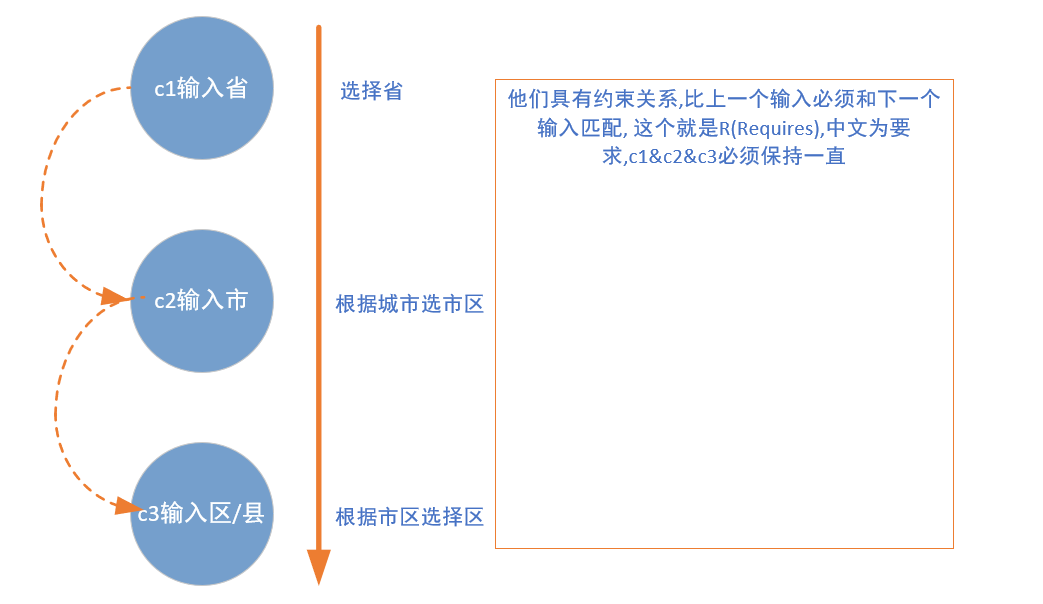 c1输入省
选择省
他们具有约束关系,比上一个输入必须和下一个
输入匹配, 这个就是R(Requires),中文为要
求,c1&c2&c3必须保持一直
c2输入市
根据城市选市区
c3输入区/县
根据市区选择区